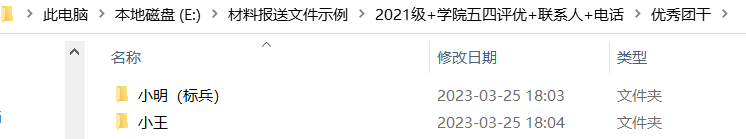 此电脑 > 本地磁盘 (E:) > 材料报送文件示例 > 2021级+学院五四评优+联系人+电话 > 优秀团干 >
名称 修改日期 类型
小明（标兵） 2023-03-25 18:03 文件夹
小王 2023-03-25 18:04 文件夹